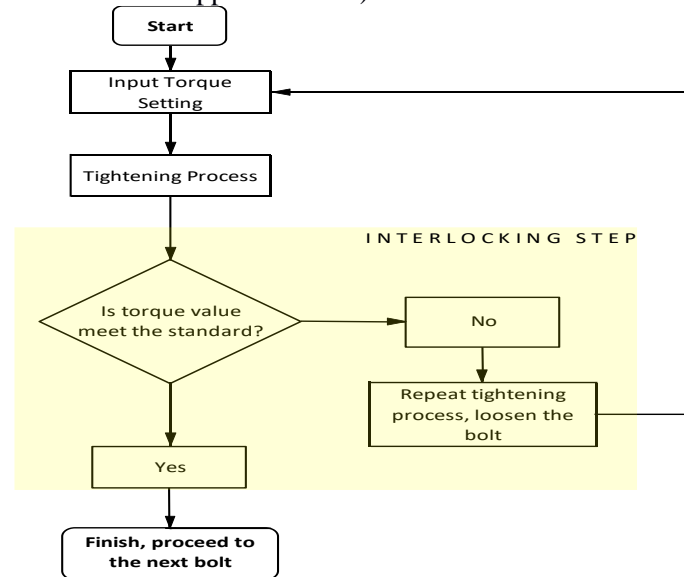 Start
Input Torque
Setting
Tightening Process
INTERLOCKING STEP
Is torque value
meet the standard?
No
Repeat tightening
process, loosen the
bolt
Yes
Finish, proceed to
the next bolt